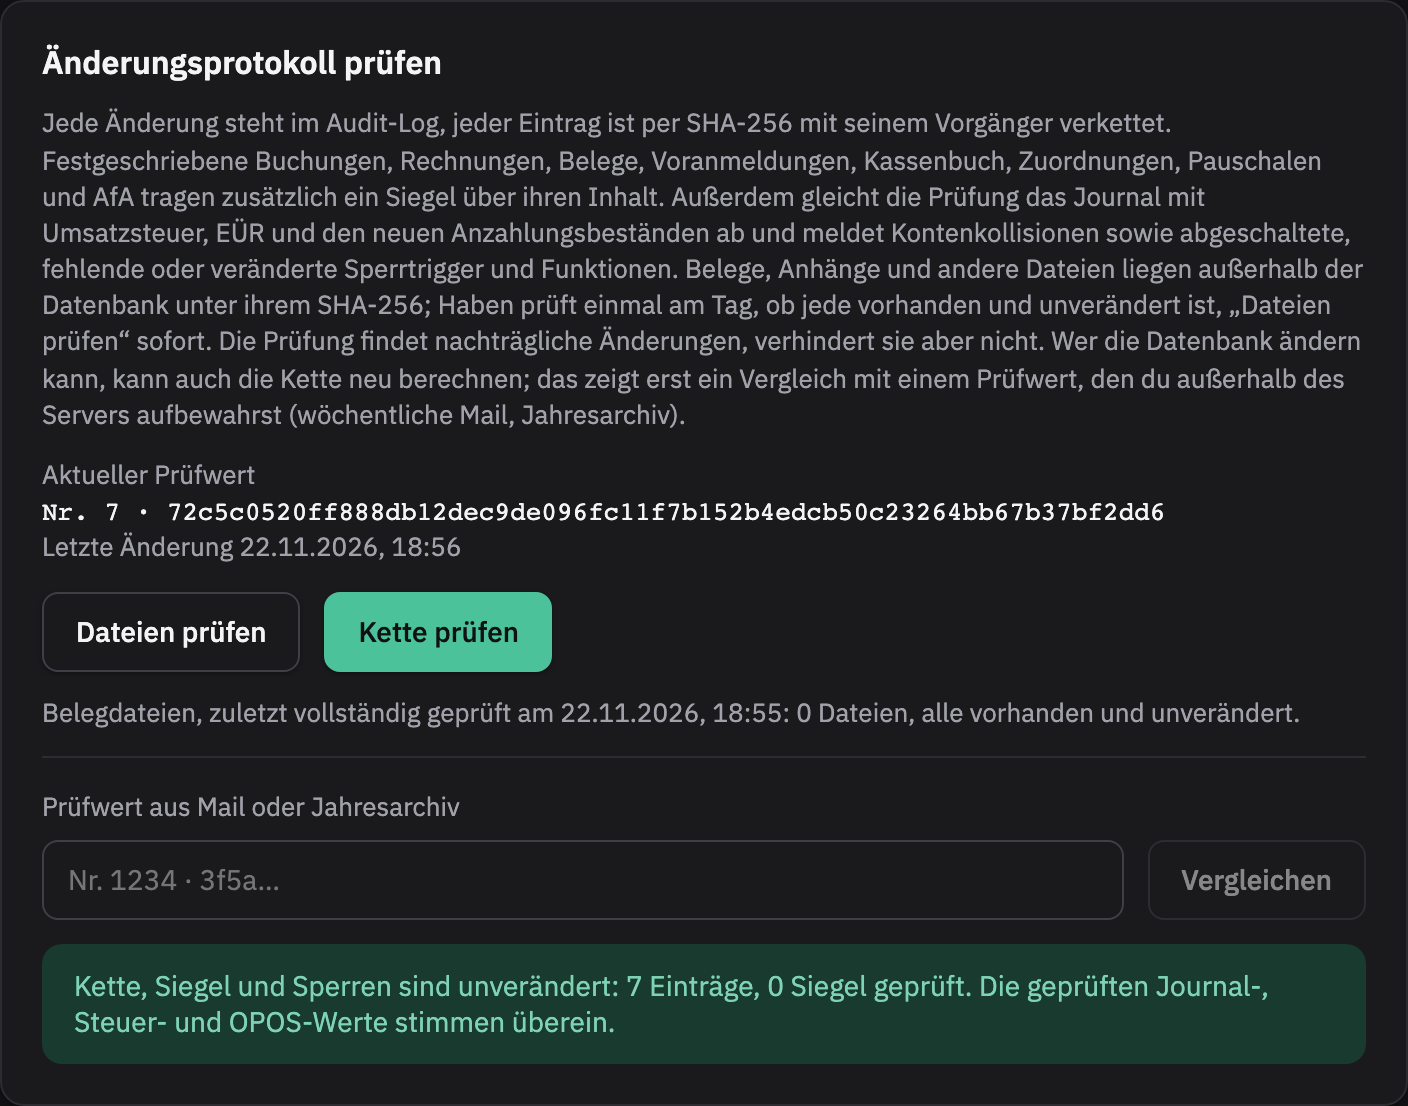 Änderungsprotokoll prüfen
Jede Änderung steht im Audit-Log, jeder Eintrag ist per SHA-256 mit seinem Vorgänger verkettet.
Festgeschriebene Buchungen, Rechnungen, Belege, Voranmeldungen, Kassenbuch, Zuordnungen, Pauschalen
und AfA tragen zusätzlich ein Siegel über ihren Inhalt. Außerdem gleicht die Prüfung das Journal mit
Umsatzsteuer, EÜR und den neuen Anzahlungsbeständen ab und meldet Kontenkollisionen sowie abgeschaltete,
fehlende oder veränderte Sperrtrigger und Funktionen. Belege, Anhänge und andere Dateien liegen außerhalb der
Datenbank unter ihrem SHA-256; Haben prüft einmal am Tag, ob jede vorhanden und unverändert ist, „Dateien
prüfen“ sofort. Die Prüfung findet nachträgliche Änderungen, verhindert sie aber nicht. Wer die Datenbank ändern
kann, kann auch die Kette neu berechnen; das zeigt erst ein Vergleich mit einem Prüfwert, den du außerhalb des
Servers aufbewahrst (wöchentliche Mail, Jahresarchiv).
Aktueller Prüfwert
Nr. 7 · 72c5c0520ff888db12dec9de096fc11f7b152b4edcb50c23264bb67b37bf2dd6
Letzte Änderung 22.11.2026, 18:56
Dateien prüfen
Kette prüfen
Belegdateien, zuletzt vollständig geprüft am 22.11.2026, 18:55: 0 Dateien, alle vorhanden und unverändert.
Prüfwert aus Mail oder Jahresarchiv
Nr. 1234 · 3f5a...
Vergleichen
Kette, Siegel und Sperren sind unverändert: 7 Einträge, 0 Siegel geprüft. Die geprüften Journal-,
Steuer- und OPOS-Werte stimmen überein.